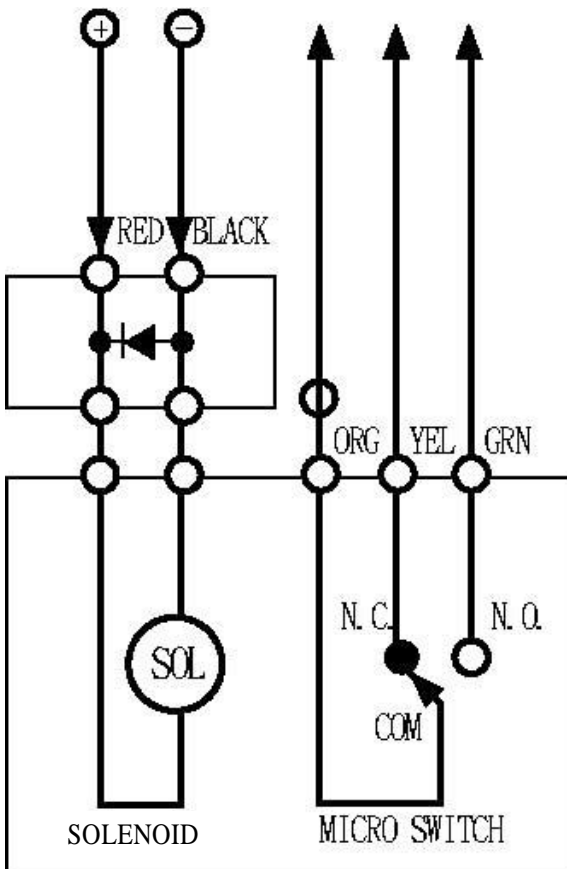 + −
RED BLACK
ORG YEL GRN
N.C. N.O.
SOL
COM
SOLENOID MICRO SWITCH